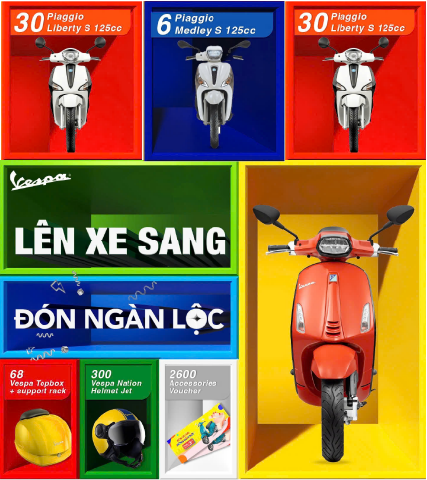 30 Piaggio
Liberty S 125cc
6 Piaggio
Medley S 125cc
30 Piaggio
Liberty S 125cc
Vespa
LÊN XE SANG
ĐÓN NGÀN LỘC
68
Vespa Topbox
+ support rack
300
Vespa Nation
Helmet Jet
2600
Accessories
Voucher
Vespa